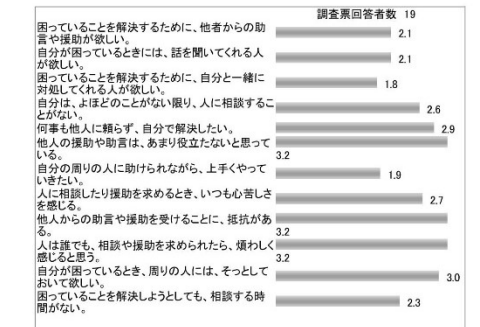 調査票回答者数 19
困っていることを解決するために、他者からの助
言や援助が欲しい。
2.1
自分が困っているときには、話を聞いてくれる人
が欲しい。
2.1
困っていることを解決するために、自分と一緒に
対処してくれる人が欲しい。
1.8
自分は、よほどのことがない限り、人に相談するこ
とがない。
2.6
何事も他人に頼らず、自分で解決したい。
2.9
他人の援助や助言は、あまり役立たないと思って
いる。
3.2
自分の周りの人に助けられながら、上手くやって
いきたい。
1.9
人に相談したり援助を求めるとき、いつも心苦しさ
を感じる。
2.7
他人からの助言や援助を受けることに、抵抗があ
る。
3.2
人は誰でも、相談や援助を求められたら、煩わしく
感じると思う。
3.2
自分が困っているとき、周りの人には、そっとして
おいて欲しい。
3.0
困っていることを解決しようとしても、相談する時
間がない。
2.3